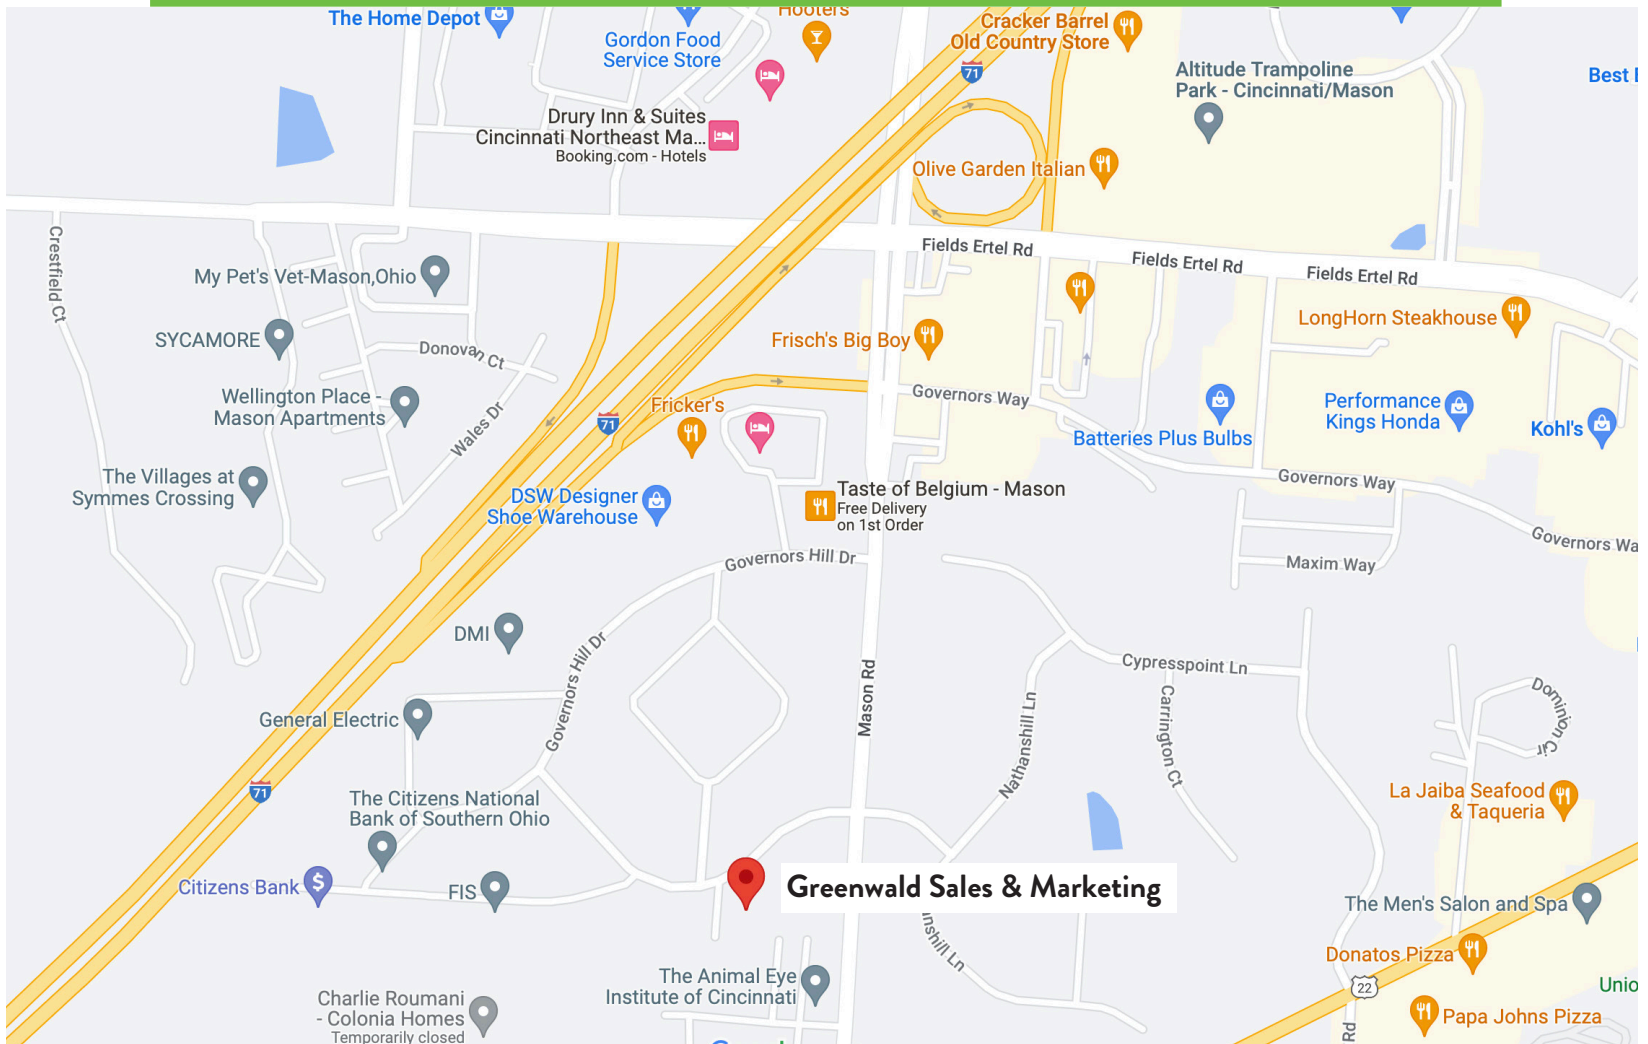 The Home Depot
Gordon Food
Service Store
Hooters
Cracker Barrel
Old Country Store
71
Altitude Trampoline
Park - Cincinnati/Mason
Best
Drury Inn & Suites
Cincinnati Northeast Ma...
Booking.com - Hotels
Olive Garden Italian
Crestfield Ct
My Pet's Vet-Mason,Ohio
Fields Ertel Rd
Fields Ertel Rd
Fields Ertel Rd
SYCAMORE
Donovan Ct
Frisch's Big Boy
LongHorn Steakhouse
Wellington Place -
Mason Apartments
Wales Dr
71
Fricker's
Governors Way
Batteries Plus Bulbs
Performance
Kings Honda
Kohl's
The Villages at
Symmes Crossing
DSW Designer
Shoe Warehouse
Taste of Belgium - Mason
Free Delivery
on 1st Order
Governors Way
Governors Wa
Governors Hill Dr
Maxim Way
DMI
Governors Hill Dr
Mason Rd
Cypresspoint Ln
Carrington Ct
Nathanshill Ln
Dominion Cir
General Electric
71
The Citizens National
Bank of Southern Ohio
La Jaiba Seafood
& Taqueria
Citizens Bank
$
FIS
Greenwald Sales & Marketing
nshill Ln
The Men's Salon and Spa
Donatos Pizza
22
The Animal Eye
Institute of Cincinnati
Charlie Roumani
- Colonia Homes
Temporarily closed
Unio
Papa Johns Pizza
Rd